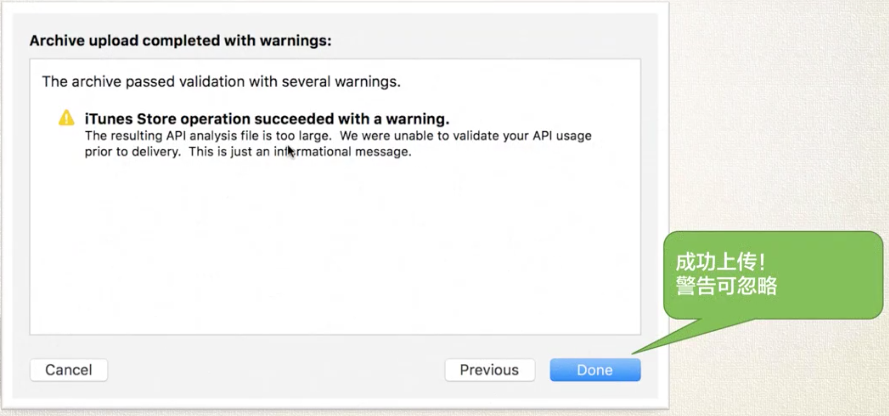 Archive upload completed with warnings:
The archive passed validation with several warnings.
iTunes Store operation succeeded with a warning.
The resulting API analysis file is too large. We were unable to validate your API usage
prior to delivery. This is just an informational message.
成功上传！
警告可忽略
Cancel
Previous
Done